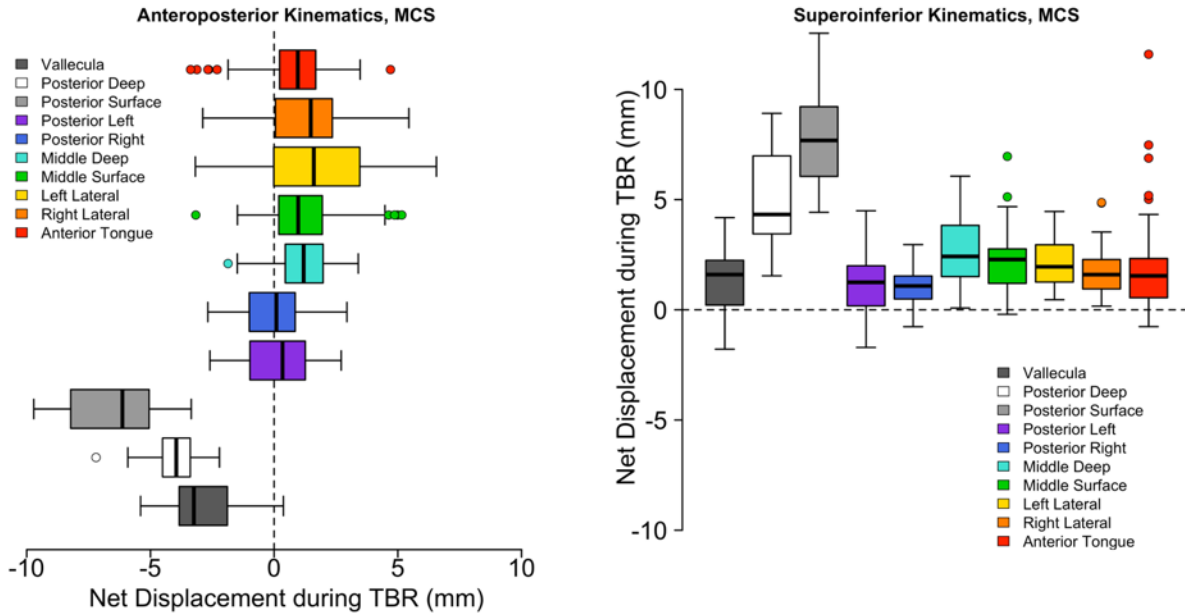 Anteroposterior Kinematics, MCS
Vallecula
Posterior Deep
Posterior Surface
Posterior Left
Posterior Right
Middle Deep
Middle Surface
Left Lateral
Right Lateral
Anterior Tongue
-10
-5
0
5
10
Net Displacement during TBR (mm)
Superoinferior Kinematics, MCS
Net Displacement during TBR (mm)
10
5
0
-5
-10
Vallecula
Posterior Deep
Posterior Surface
Posterior Left
Posterior Right
Middle Deep
Middle Surface
Left Lateral
Right Lateral
Anterior Tongue